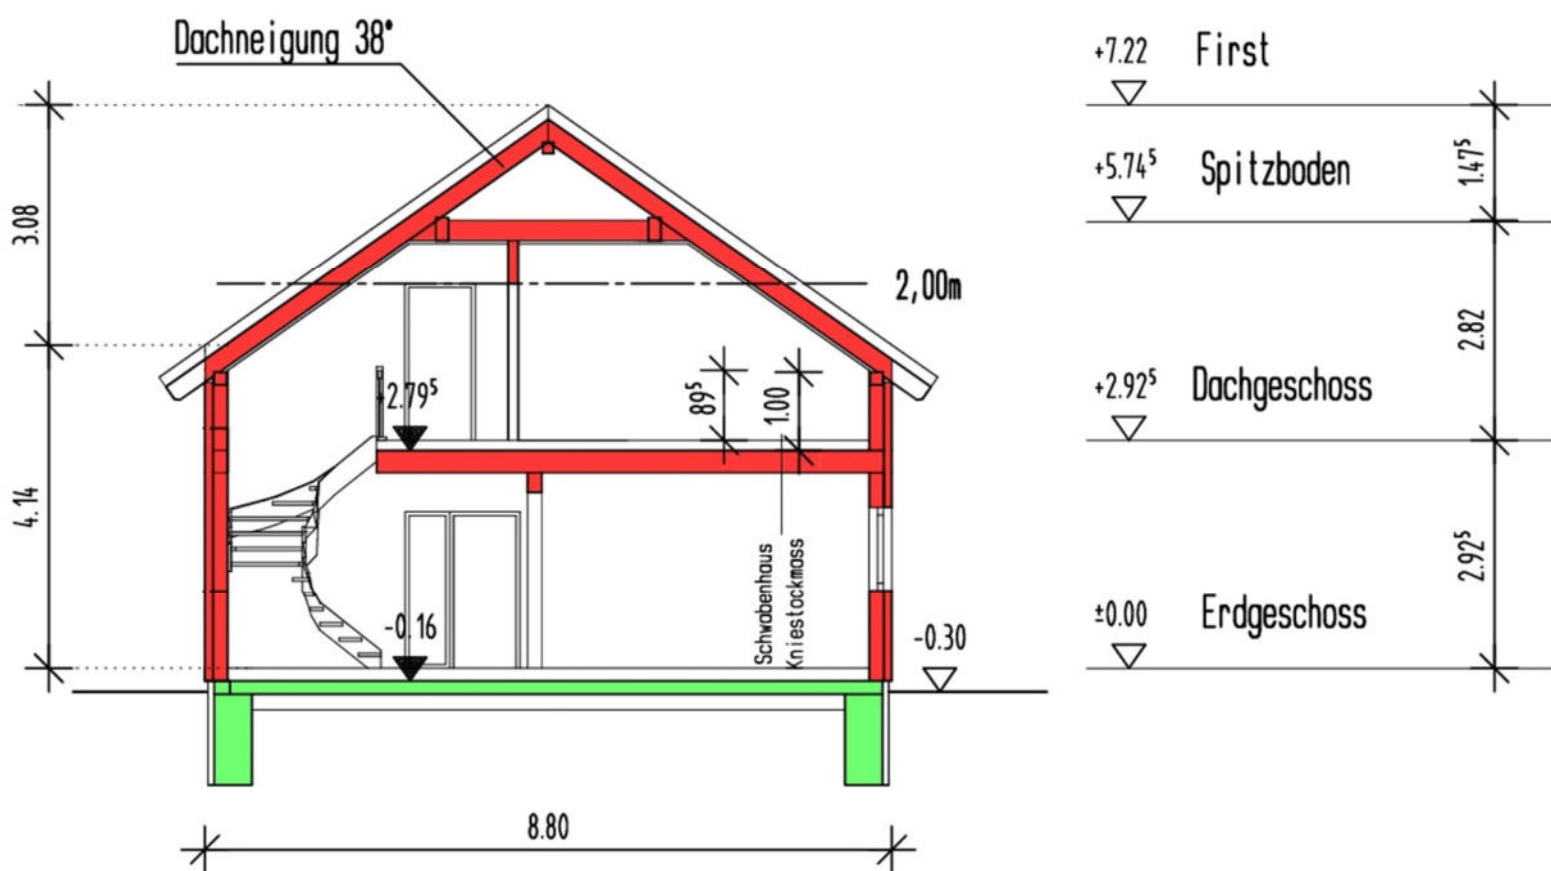 Dachneigung 38°
+7.22 First
+5.74⁵ Spitzboden
1.47⁵
3.08
2,00m
2.82
+2.79⁵
89⁵
1.00
+2.92⁵ Dachgeschoss
4.14
Schwabenhaus
Kniestockmass
2.92⁵
-0.16
-0.30
±0.00 Erdgeschoss
8.80